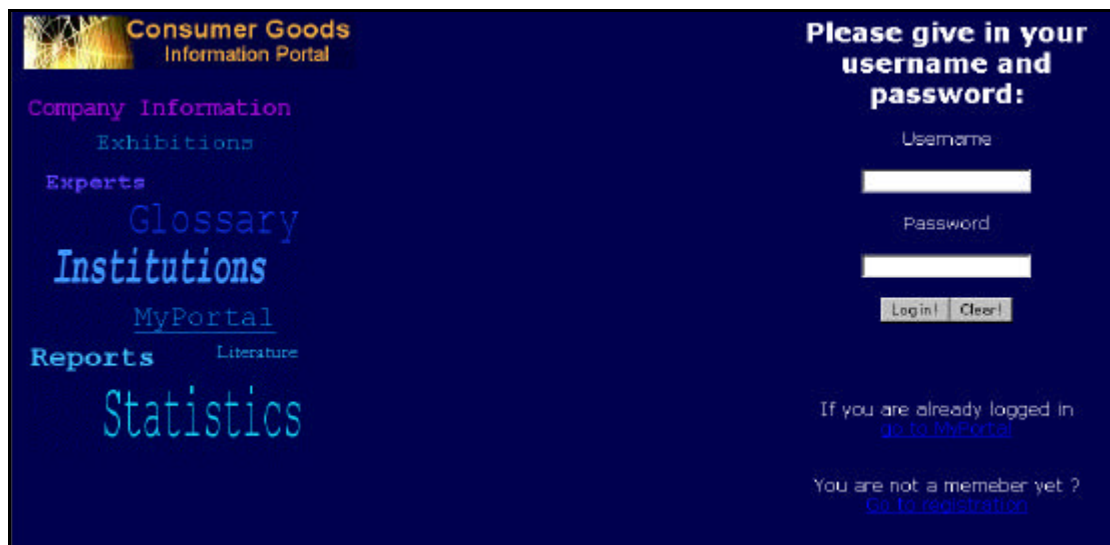 Consumer Goods
Information Portal
Company Information
Exhibitions
Experts
Glossary
Institutions
MyPortal
Reports
Literature
Statistics
Please give in your
username and
password:
Username
Password
Login! Clear!
If you are already logged in
go to MyPortal
You are not a memeber yet ?
Go to registration